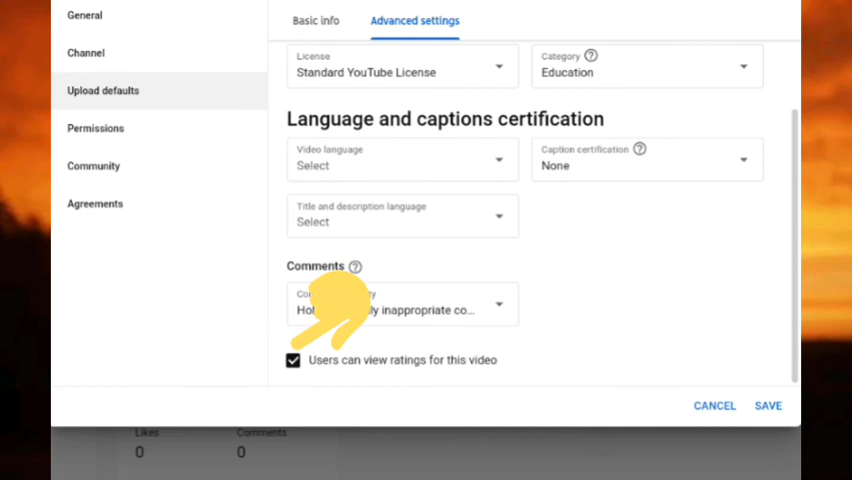 General
Basic info
Advanced settings
Channel
License
Standard YouTube License
Category
Education
Upload defaults
Language and captions certification
Permissions
Video language
Select
Caption certification
None
Community
Agreements
Title and description language
Select
Comments
inappropriate co...
Users can view ratings for this video
CANCEL
SAVE
Likes
Comments
0
0